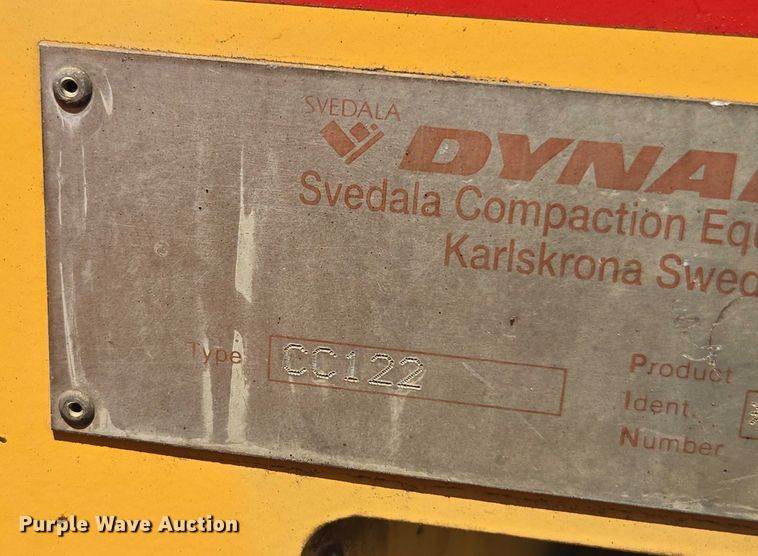 SVEDALA
DYNA
Svedala Compaction Equ
Karlskrona Swed
Type CC122
Product
Ident.
Number
Purple Wave Auction